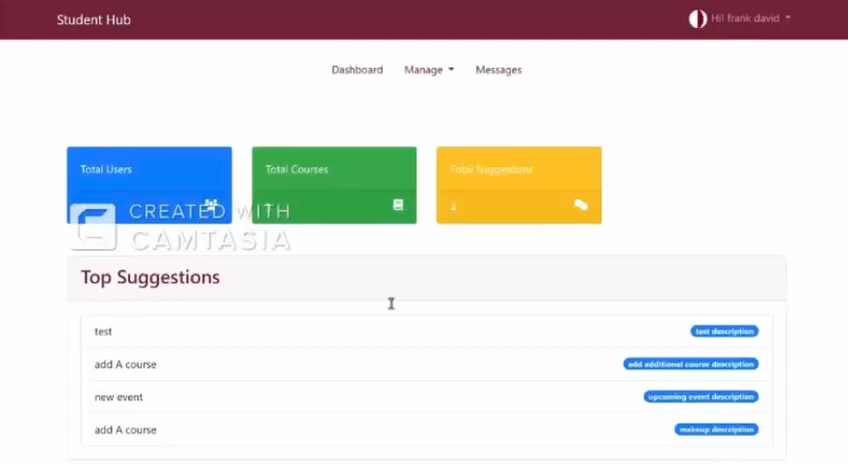 Student Hub
Hi! frank david
Dashboard Manage Messages
Total Users Total Courses Total Suggestions
4
CREATED WITH
CAMTASIA
Top Suggestions
test test description
add A course add additional course description
new event upcoming event description
add A course makeup description